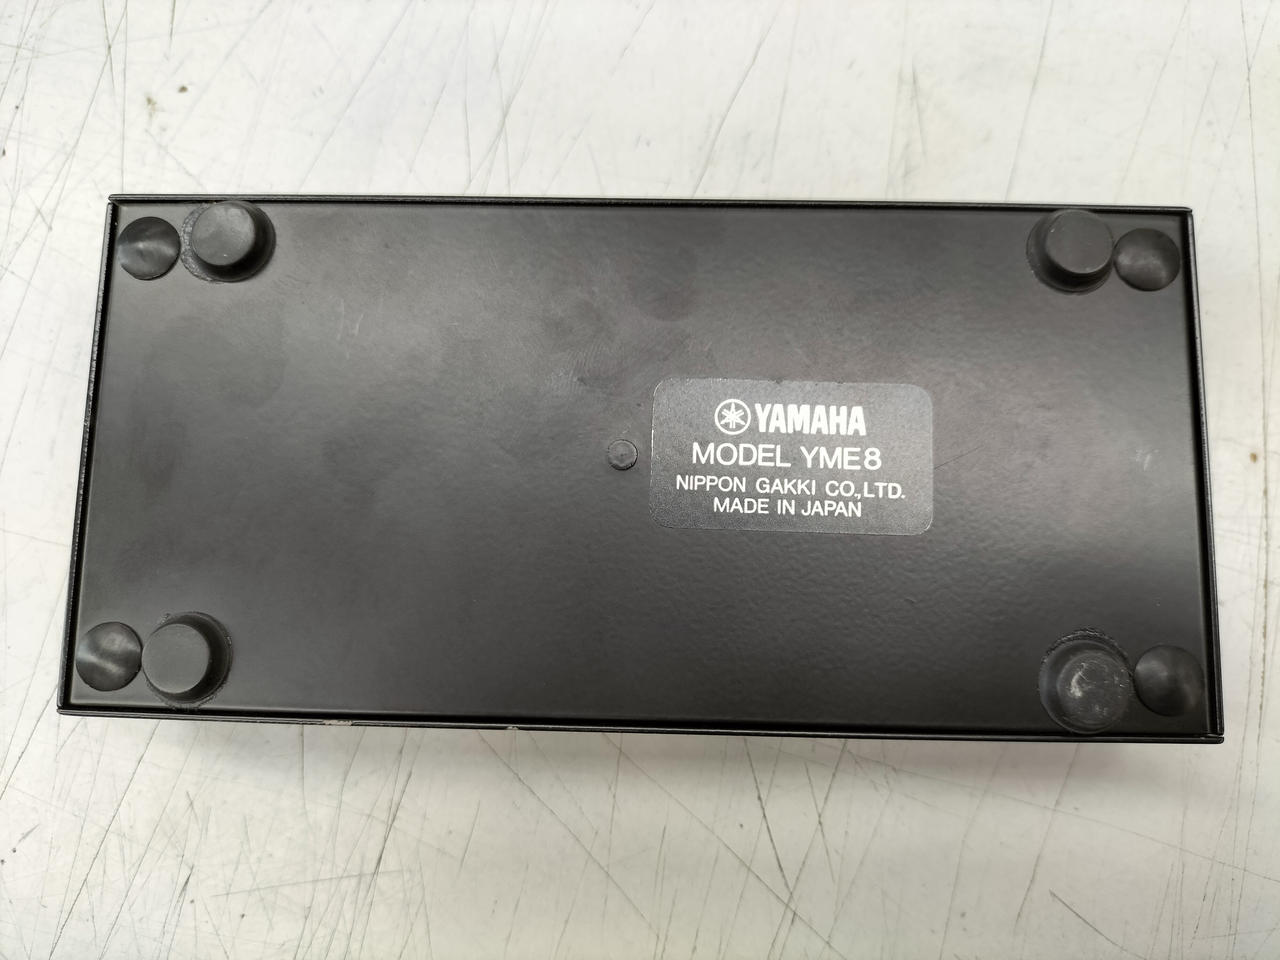 YAMAHA
MODEL YME8
NIPPON GAKKI CO.,LTD.
MADE IN JAPAN